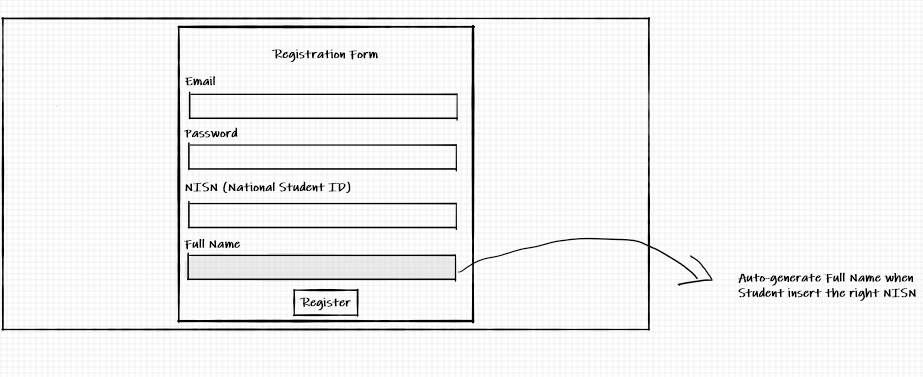 Registration Form
Email
Password
NISN (National Student ID)
Full Name
Register
Auto-generate Full Name when
Student insert the right NISN